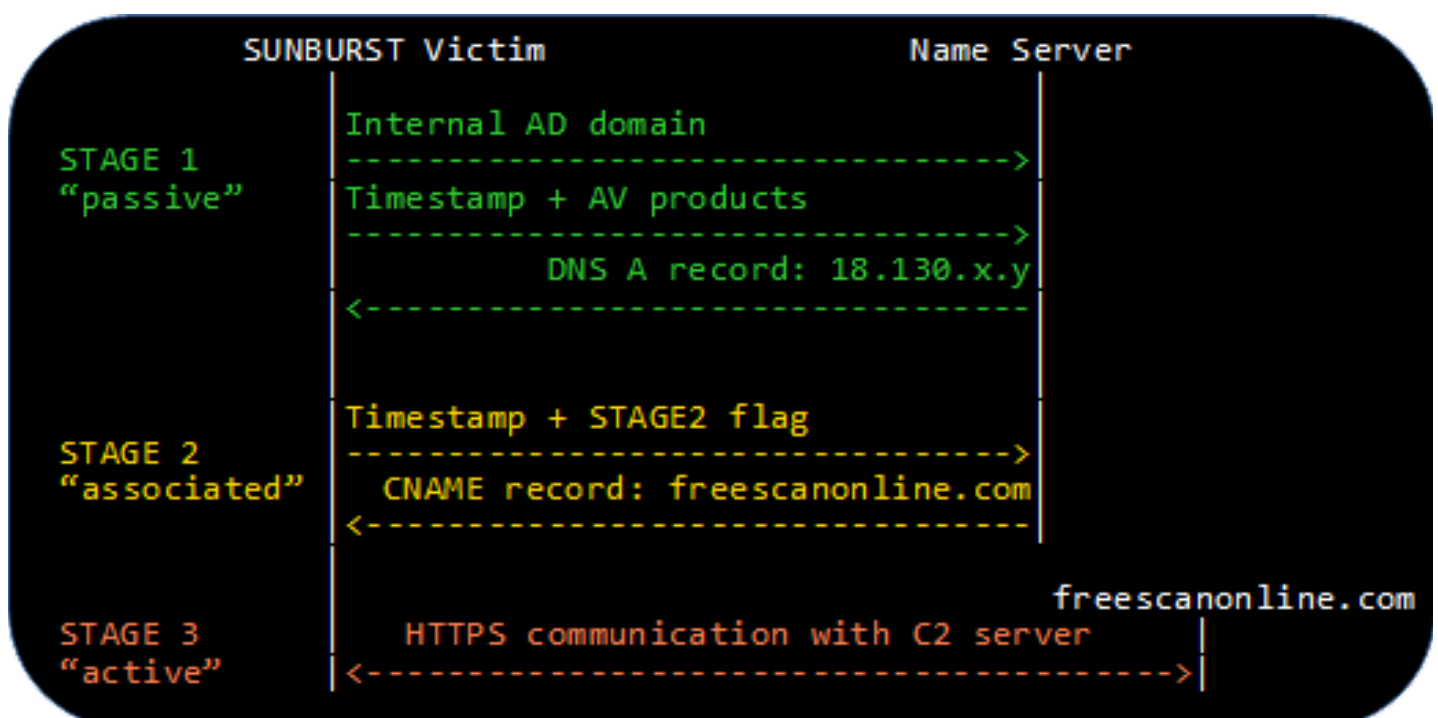 SUNBURST Victim Name Server
Internal AD domain
STAGE 1
“passive”
Timestamp + AV products
DNS A record: 18.130.x.y
Timestamp + STAGE2 flag
STAGE 2
“associated”
CNAME record: freescanonline.com
freescanonline.com
STAGE 3
“active”
HTTPS communication with C2 server